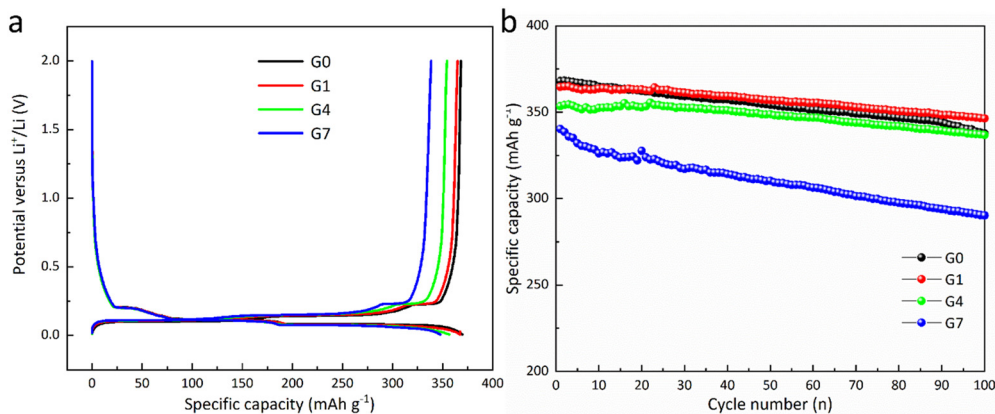 a
Potential versus Li⁺/Li (V)
2.0
1.5
1.0
0.5
0.0
0
50
100
150
200
250
300
350
400
Specific capacity (mAh g⁻¹)
G0
G1
G4
G7
b
Specific capacity (mAh g⁻¹)
400
350
300
250
200
0
10
20
30
40
50
60
70
80
90
100
Cycle number (n)
G0
G1
G4
G7